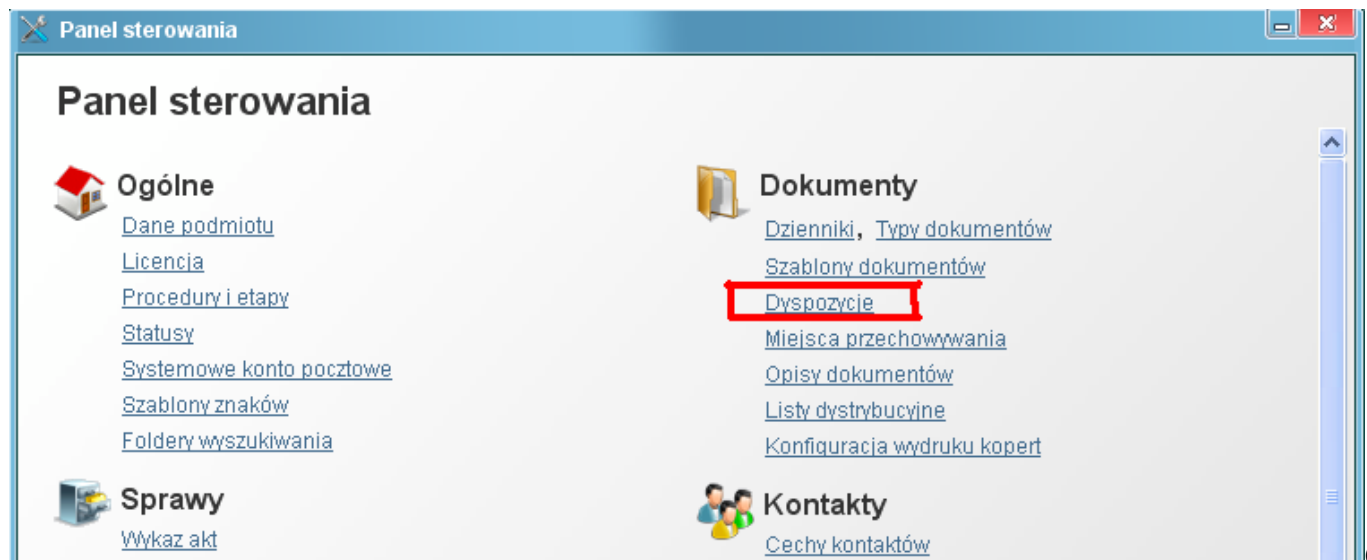 Panel sterowania
Panel sterowania
Ogólne
Dane podmiotu
Licencja
Procedury i etapy
Statusy
Systemowe konto pocztowe
Szablony znaków
Foldery wyszukiwania
Dokumenty
Dzienniki, Typy dokumentów
Szablony dokumentów
Dyspozycje
Miejsca przechowywania
Opisy dokumentów
Listy dystrybucyjne
Konfiguracja wydruku kopert
Sprawy
Wykaz akt
Kontakty
Cechy kontaktów